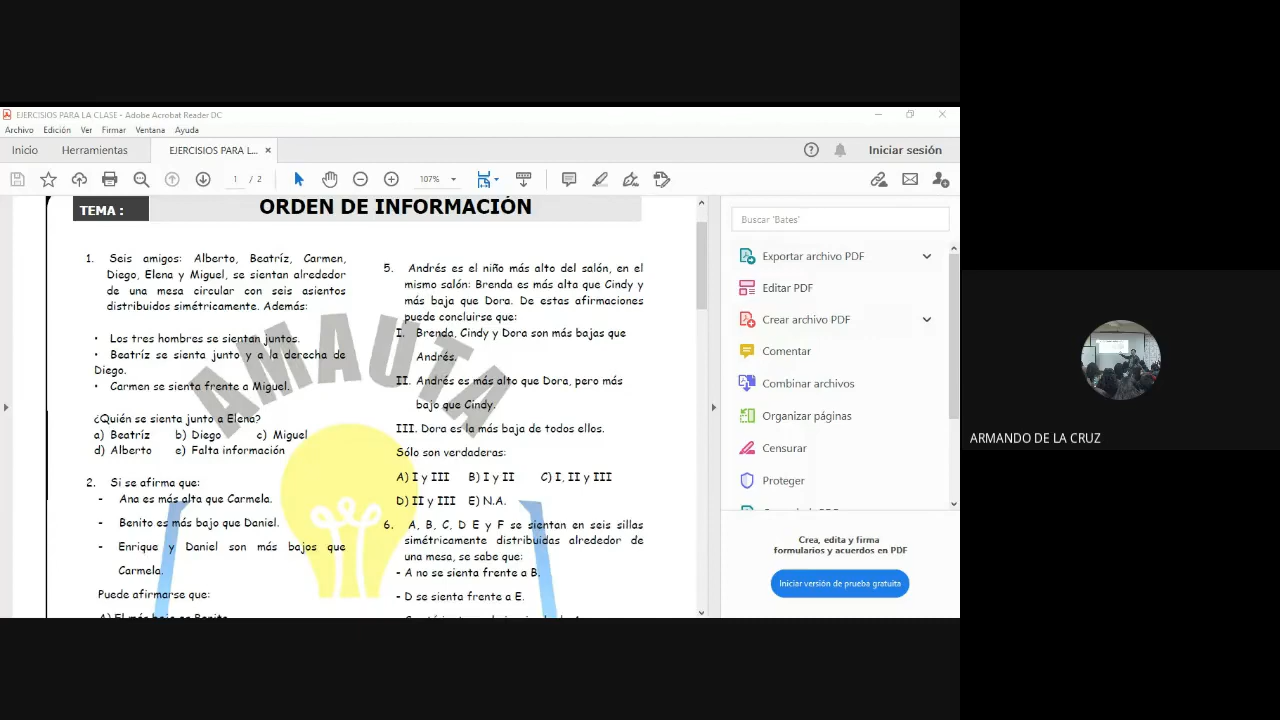 EJERCISIOS PARA LA CLASE - Adobe Acrobat Reader DC
Archivo Edición Ver Firmar Ventana Ayuda
Inicio Herramientas EJERCISIOS PARA L... × Iniciar sesión
1 / 2 107%
TEMA : ORDEN DE INFORMACIÓN
1. Seis amigos: Alberto, Beatríz, Carmen,
Diego, Elena y Miguel, se sientan alrededor
de una mesa circular con seis asientos
distribuidos simétricamente. Además:
• Los tres hombres se sientan juntos.
• Beatríz se sienta junto y a la derecha de
Diego.
• Carmen se sienta frente a Miguel.
¿Quién se sienta junto a Elena?
a) Beatríz b) Diego c) Miguel
d) Alberto e) Falta información
2. Si se afirma que:
- Ana es más alta que Carmela.
- Benito es más bajo que Daniel.
- Enrique y Daniel son más bajos que
Carmela.
Puede afirmarse que:
A) El más bajo es Benito
5. Andrés es el niño más alto del salón, en el
mismo salón: Brenda es más alta que Cindy y
más baja que Dora. De estas afirmaciones
puede concluirse que:
I. Brenda, Cindy y Dora son más bajas que
Andrés.
II. Andrés es más alto que Dora, pero más
bajo que Cindy.
III. Dora es la más baja de todos ellos.
Sólo son verdaderas:
A) I y III B) I y II C) I, II y III
D) II y III E) N.A.
6. A, B, C, D E y F se sientan en seis sillas
simétricamente distribuidas alrededor de
una mesa, se sabe que:
- A no se sienta frente a B.
- D se sienta frente a E.
AMAUTA
Buscar 'Bates'
Exportar archivo PDF
Editar PDF
Crear archivo PDF
Comentar
Combinar archivos
Organizar páginas
Censurar
Proteger
Crea, edita y firma
formularios y acuerdos en PDF
Iniciar versión de prueba gratuita
ARMANDO DE LA CRUZ